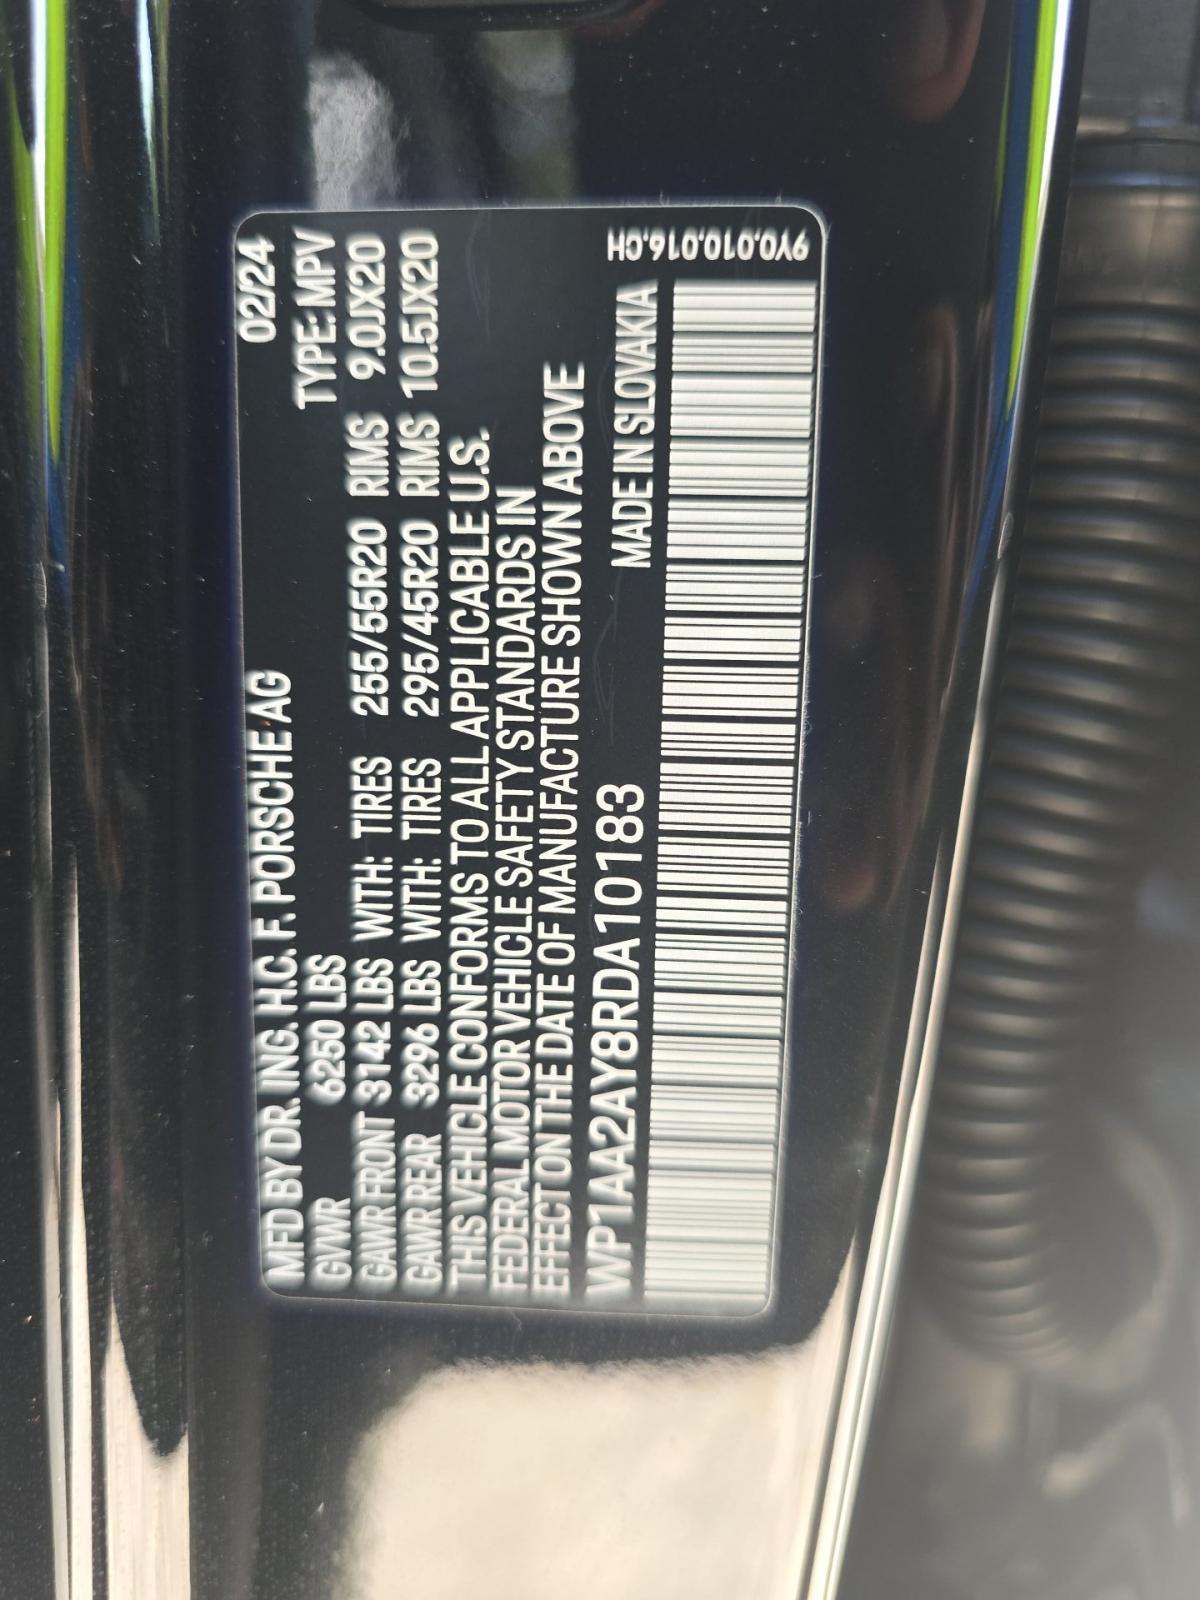 MFD BY DR. ING. H.C. F. PORSCHE AG 02/24
GVWR 6250 LBS TYPE: MPV
GAWR FRONT 3142 LBS WITH: TIRES 255/55R20 RIMS 9.0JX20
GAWR REAR 3296 LBS WITH: TIRES 295/45R20 RIMS 10.5JX20
THIS VEHICLE CONFORMS TO ALL APPLICABLE U.S.
FEDERAL MOTOR VEHICLE SAFETY STANDARDS IN
EFFECT ON THE DATE OF MANUFACTURE SHOWN ABOVE
WP1AA2AY8RDA10183 MADE IN SLOVAKIA
9Y0.010.016.CH